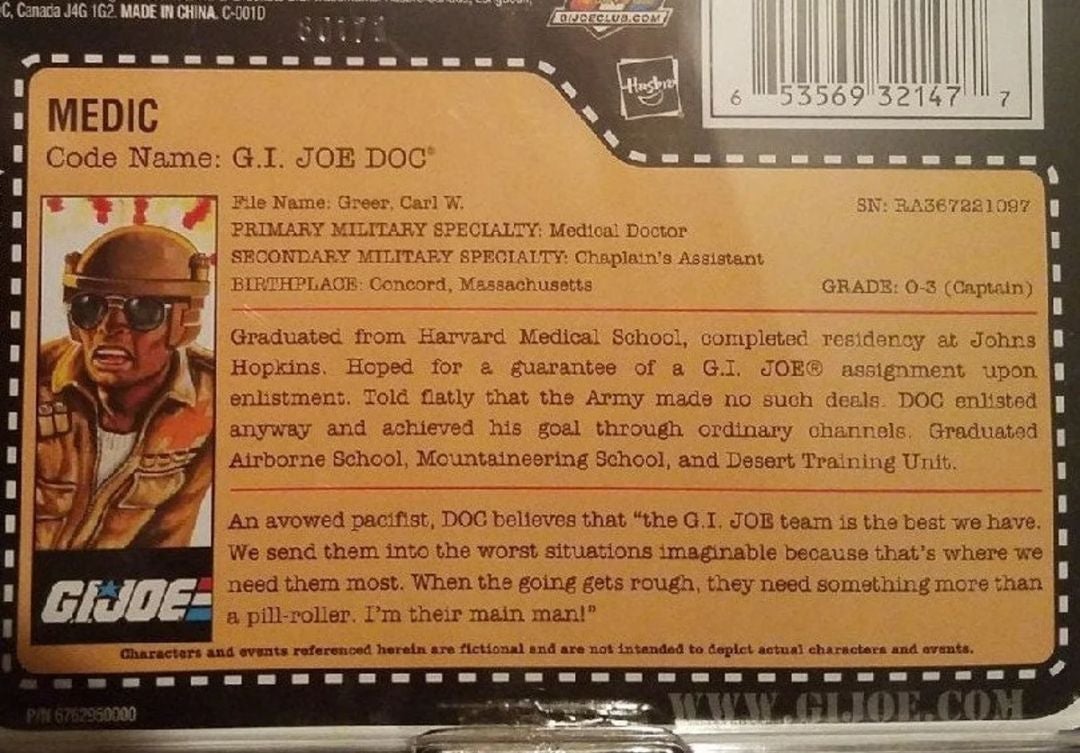 C, Canada J4G 1G2. MADE IN CHINA. C-001D
GIJOECLUB.COM
Hasbro
6 53569 32147 7
MEDIC
Code Name: G.I. JOE DOC®
File Name: Greer, Carl W.
SN: RA367221097
PRIMARY MILITARY SPECIALTY: Medical Doctor
SECONDARY MILITARY SPECIALTY: Chaplain's Assistant
BIRTHPLACE: Concord, Massachusetts
GRADE: O-3 (Captain)
Graduated from Harvard Medical School, completed residency at Johns
Hopkins. Hoped for a guarantee of a G.I. JOE® assignment upon
enlistment. Told flatly that the Army made no such deals. DOC enlisted
anyway and achieved his goal through ordinary channels. Graduated
Airborne School, Mountaineering School, and Desert Training Unit.
An avowed pacifist, DOC believes that "the G.I. JOE team is the best we have.
We send them into the worst situations imaginable because that's where we
need them most. When the going gets rough, they need something more than
a pill-roller. I'm their main man!"
GIJOE
Characters and events referenced herein are fictional and are not intended to depict actual characters and events.
P/N 6762950000
WWW.GIJOE.COM